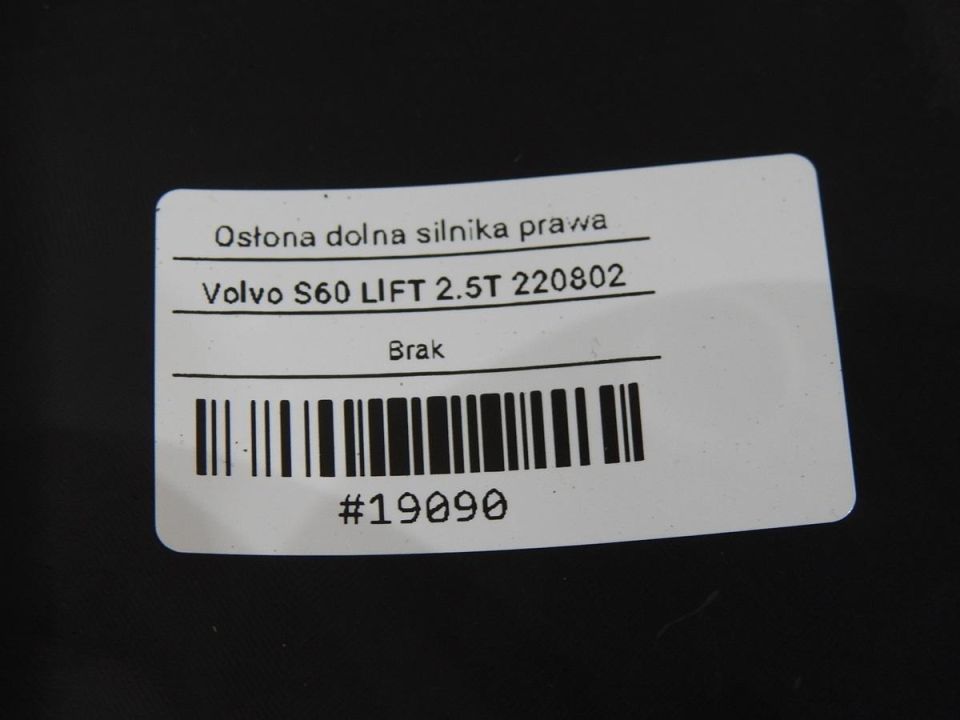 Osłona dolna silnika prawa
Volvo S60 LIFT 2.5T 220802
Brak
#19090